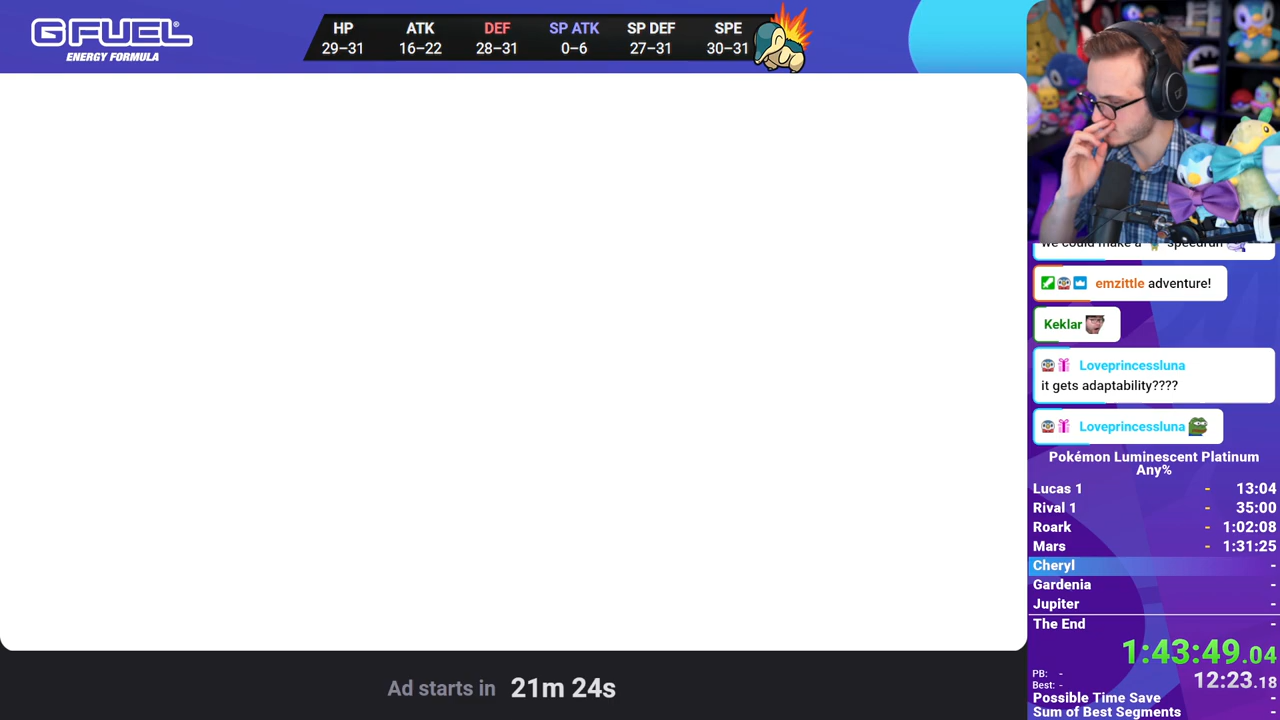 G FUEL®
ENERGY FORMULA
HP ATK DEF SP ATK SP DEF SPE
29–31 16–22 28–31 0–6 27–31 30–31
we could make a speedrun
emzittle adventure!
Keklar
Loveprincessluna
it gets adaptability????
Loveprincessluna
Pokémon Luminescent Platinum
Any%
Lucas 1 - 13:04
Rival 1 - 35:00
Roark - 1:02:08
Mars - 1:31:25
Cheryl -
Gardenia -
Jupiter -
The End -
1:43:49.04
PB: -
Best: -
12:23.18
Possible Time Save -
Sum of Best Segments -
Ad starts in 21m 24s